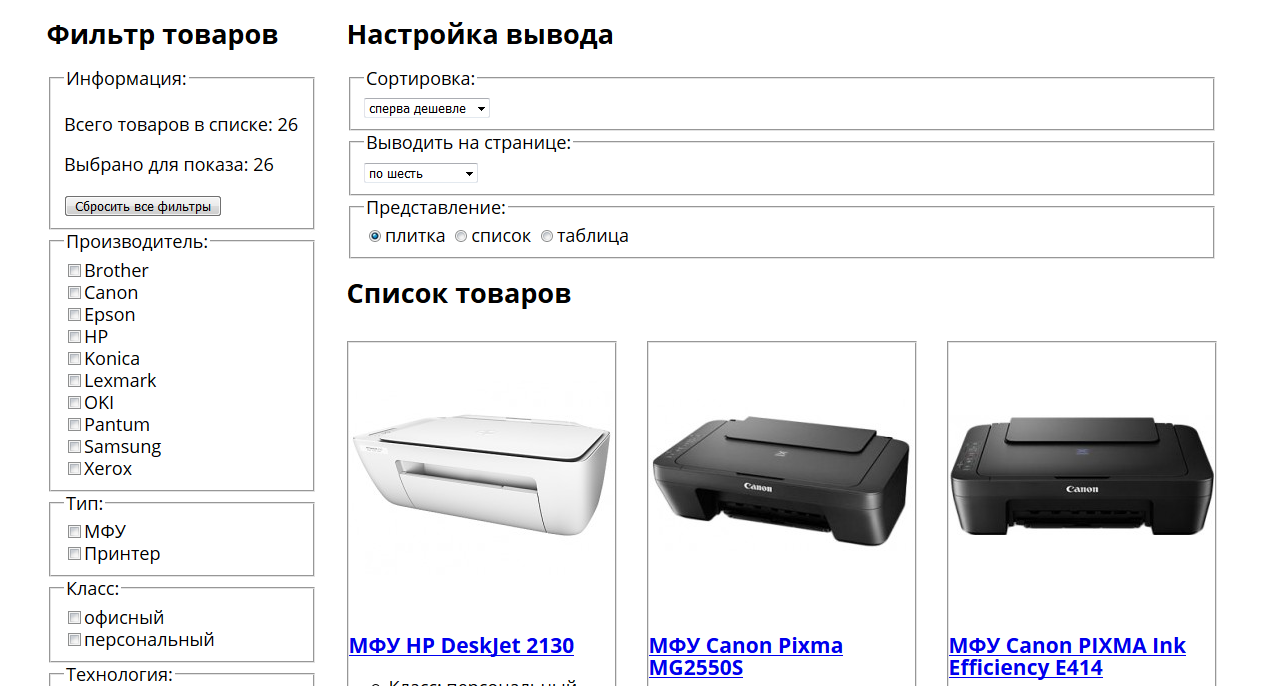 Фильтр товаров
Информация:
Всего товаров в списке: 26
Выбрано для показа: 26
Сбросить все фильтры
Производитель:
Brother
Canon
Epson
HP
Konica
Lexmark
OKI
Pantum
Samsung
Xerox
Тип:
МФУ
Принтер
Класс:
офисный
персональный
Технология:
Настройка вывода
Сортировка:
сперва дешевле
Выводить на странице:
по шесть
Представление:
плитка список таблица
Список товаров
МФУ HP DeskJet 2130
Класс: персональный
Canon
МФУ Canon Pixma
MG2550S
Canon
МФУ Canon PIXMA Ink
Efficiency E414